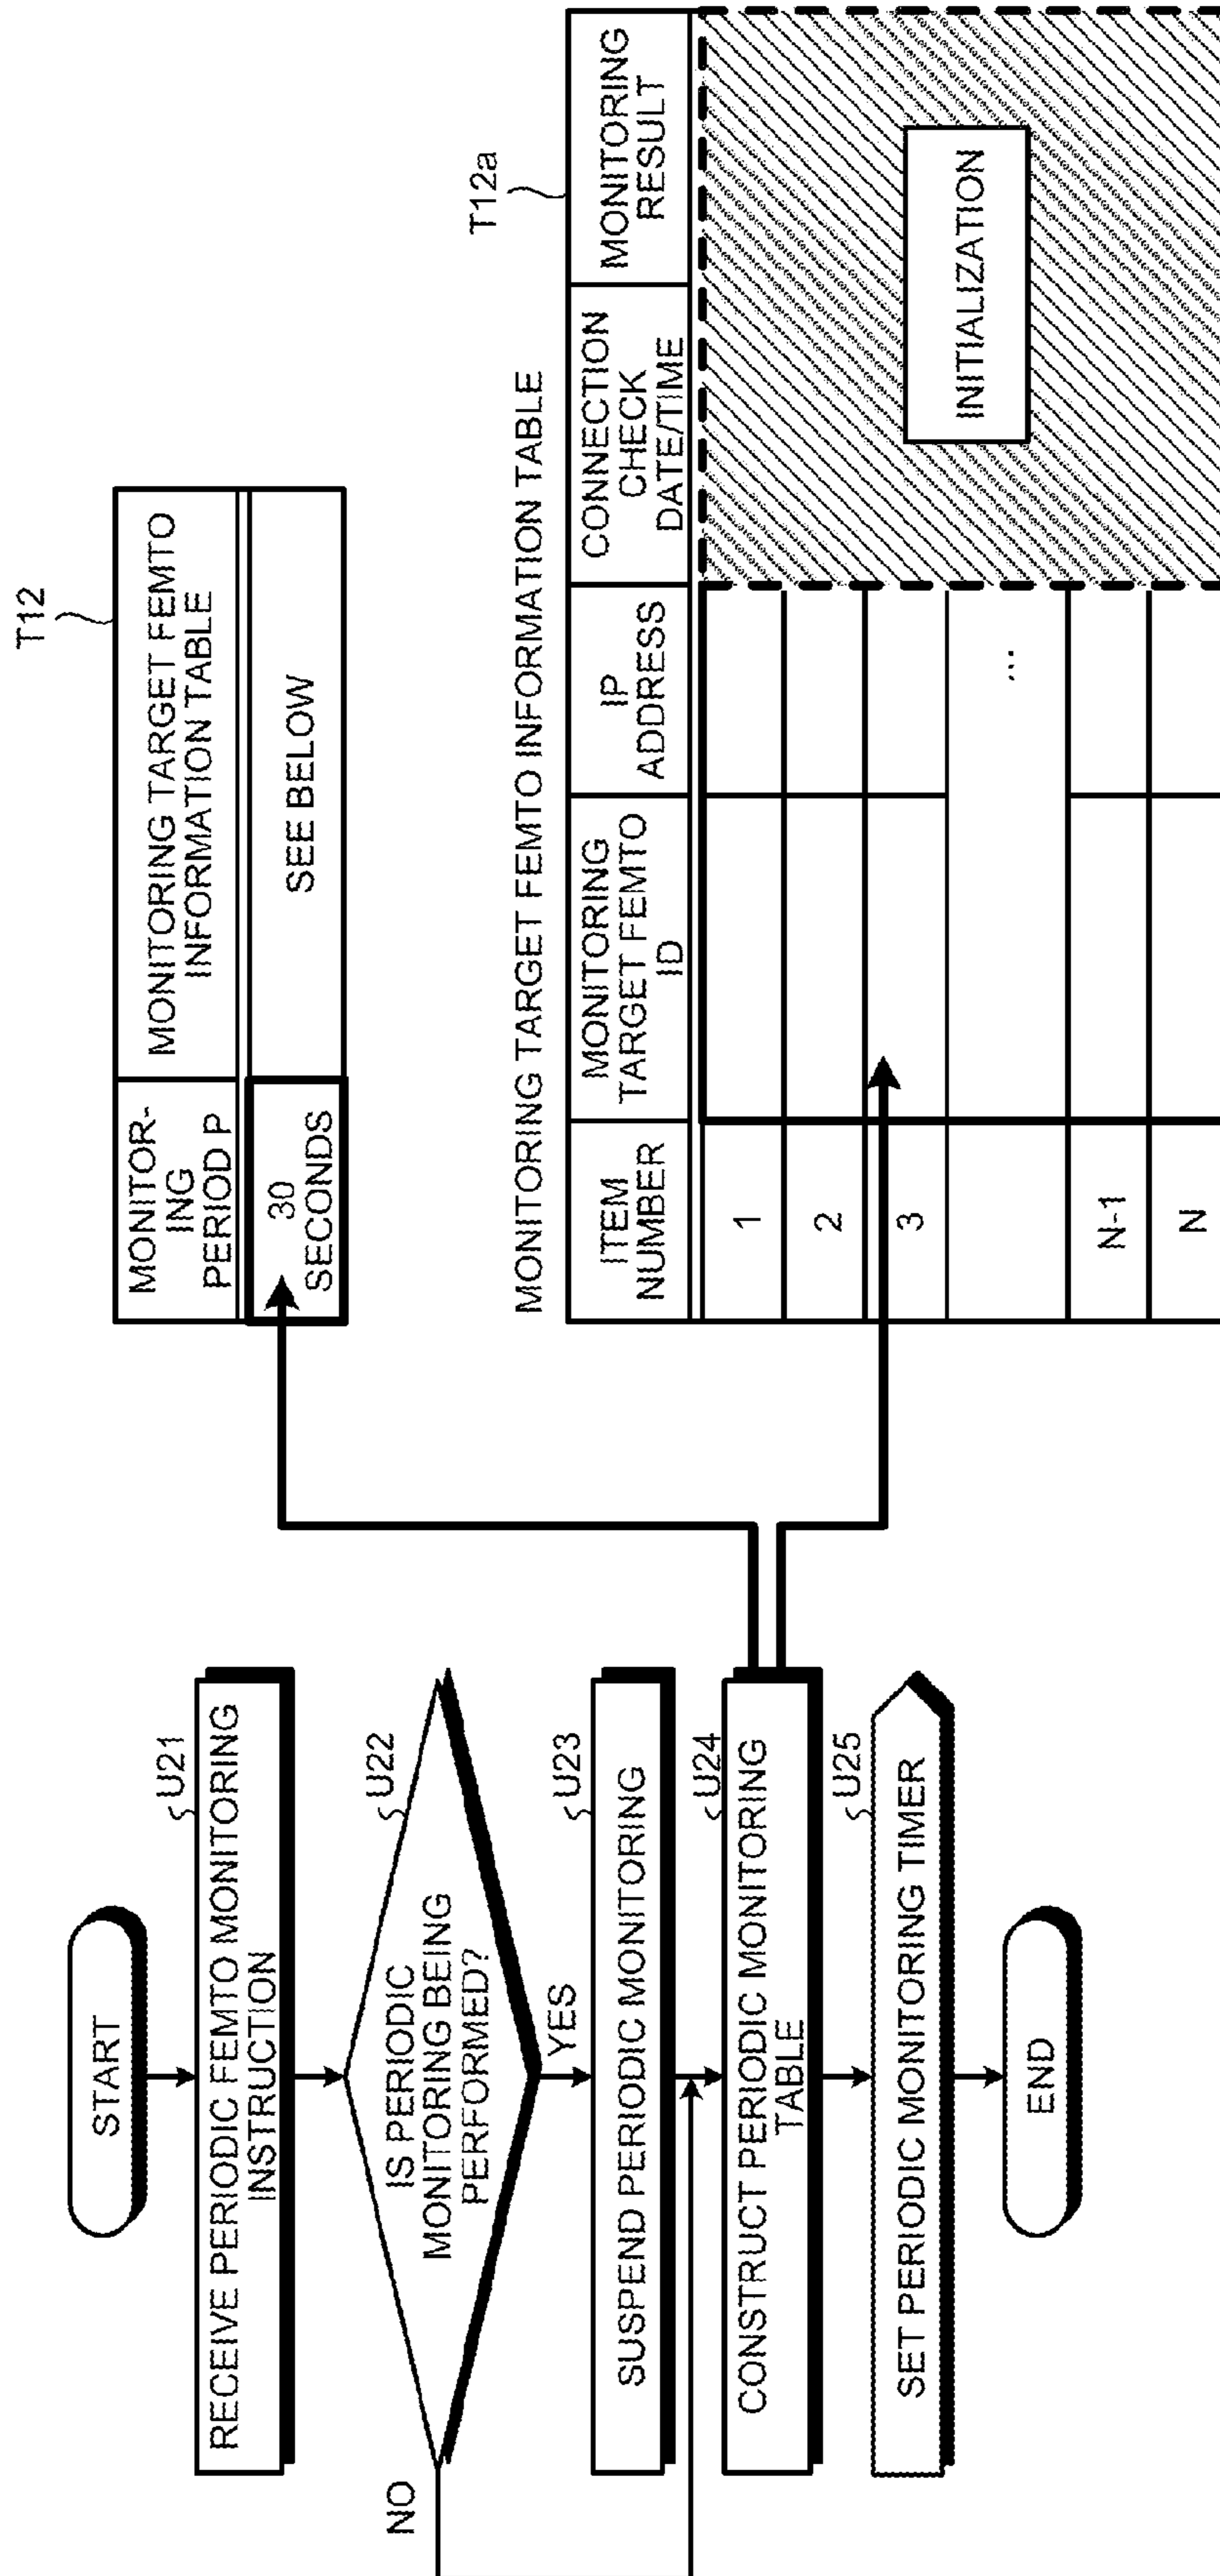 START
U21
RECEIVE PERIODIC FEMTO MONITORING
INSTRUCTION
U22
IS PERIODIC
MONITORING BEING
PERFORMED?
NO
YES
U23
SUSPEND PERIODIC MONITORING
U24
CONSTRUCT PERIODIC MONITORING
TABLE
U25
SET PERIODIC MONITORING TIMER
END
T12
MONITOR-
ING
PERIOD P
MONITORING TARGET FEMTO
INFORMATION TABLE
30
SECONDS
SEE BELOW
MONITORING TARGET FEMTO INFORMATION TABLE
T12a
ITEM
NUMBER
MONITORING
TARGET FEMTO
ID
IP
ADDRESS
CONNECTION
CHECK
DATE/TIME
MONITORING
RESULT
1
2
3
...
N-1
N
INITIALIZATION